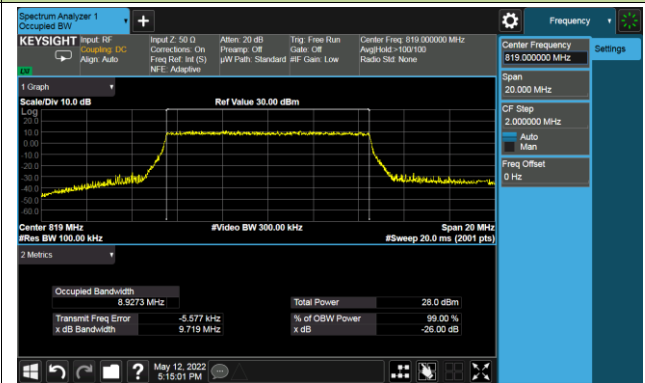 Spectrum Analyzer 1
Occupied BW
Frequency
KEYSIGHT
Input: RF
Coupling: DC
Align: Auto
Input Z: 50 Ω
Corrections: On
Freq Ref: Int (S)
NFE: Adaptive
Atten: 20 dB
Preamp: Off
µW Path: Standard
Trig: Free Run
Gate: Off
#IF Gain: Low
Center Freq: 819.000000 MHz
Avg|Hold:>100/100
Radio Std: None
Center Frequency
819.000000 MHz
Settings
Span
20.000 MHz
CF Step
2.000000 MHz
Auto
Man
Freq Offset
0 Hz
1 Graph
Scale/Div 10.0 dB
Ref Value 30.00 dBm
Log
20.0
10.0
0.00
-10.0
-20.0
-30.0
-40.0
-50.0
-60.0
Center 819 MHz
#Video BW 300.00 kHz
Span 20 MHz
#Res BW 100.00 kHz
#Sweep 20.0 ms (2001 pts)
2 Metrics
Occupied Bandwidth
8.9273 MHz
Total Power
28.0 dBm
Transmit Freq Error
-5.577 kHz
% of OBW Power
99.00 %
x dB Bandwidth
9.719 MHz
x dB
-26.00 dB
May 12, 2022
5:15:01 PM